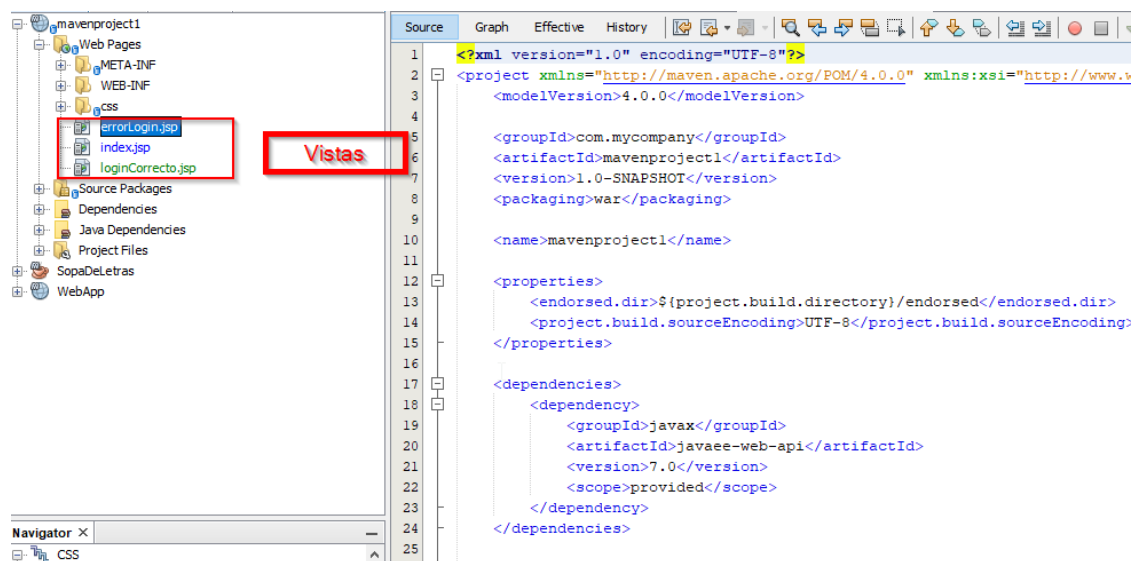 mavenproject1
Web Pages
META-INF
WEB-INF
css
errorLogin.jsp
index.jsp
loginCorrecto.jsp
Source Packages
Dependencies
Java Dependencies
Project Files
SopaDeLetras
WebApp
Vistas
Navigator ×
CSS
Source Graph Effective History
1 <?xml version="1.0" encoding="UTF-8"?>
2 <project xmlns="http://maven.apache.org/POM/4.0.0" xmlns:xsi="http://www.w
3 <modelVersion>4.0.0</modelVersion>
4
5 <groupId>com.mycompany</groupId>
6 <artifactId>mavenproject1</artifactId>
7 <version>1.0-SNAPSHOT</version>
8 <packaging>war</packaging>
9
10 <name>mavenproject1</name>
11
12 <properties>
13 <endorsed.dir>${project.build.directory}/endorsed</endorsed.dir>
14 <project.build.sourceEncoding>UTF-8</project.build.sourceEncoding>
15 </properties>
16
17 <dependencies>
18 <dependency>
19 <groupId>javax</groupId>
20 <artifactId>javaee-web-api</artifactId>
21 <version>7.0</version>
22 <scope>provided</scope>
23 </dependency>
24 </dependencies>
25